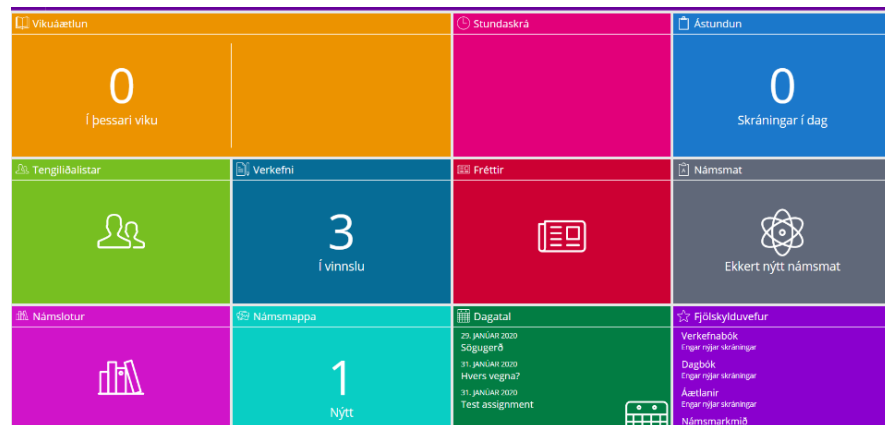 Vikuáætlun
0
Í þessari viku
Stundaskrá
Ástundun
0
Skráningar í dag
Tengiliðalistar
Verkefni
3
Í vinnslu
Fréttir
Námsmat
Ekkert nýtt námsmat
Námslotur
Námsmappa
1
Nýtt
Dagatal
29. JANÚAR 2020
Sögugerð
31. JANÚAR 2020
Hvers vegna?
31. JANÚAR 2020
Test assignment
Fjölskylduvefur
Verkefnabók
Engar nýjar skráningar
Dagbók
Engar nýjar skráningar
Áætlanir
Engar nýjar skráningar
Námsmarkmið